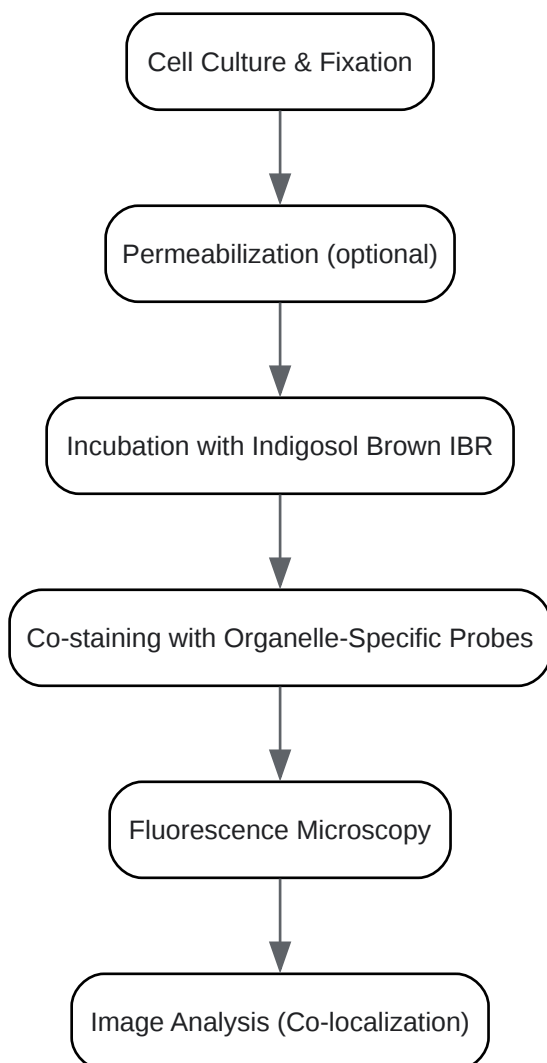 Cell Culture & Fixation
Permeabilization (optional)
Incubation with Indigosol Brown IBR
Co-staining with Organelle-Specific Probes
Fluorescence Microscopy
Image Analysis (Co-localization)